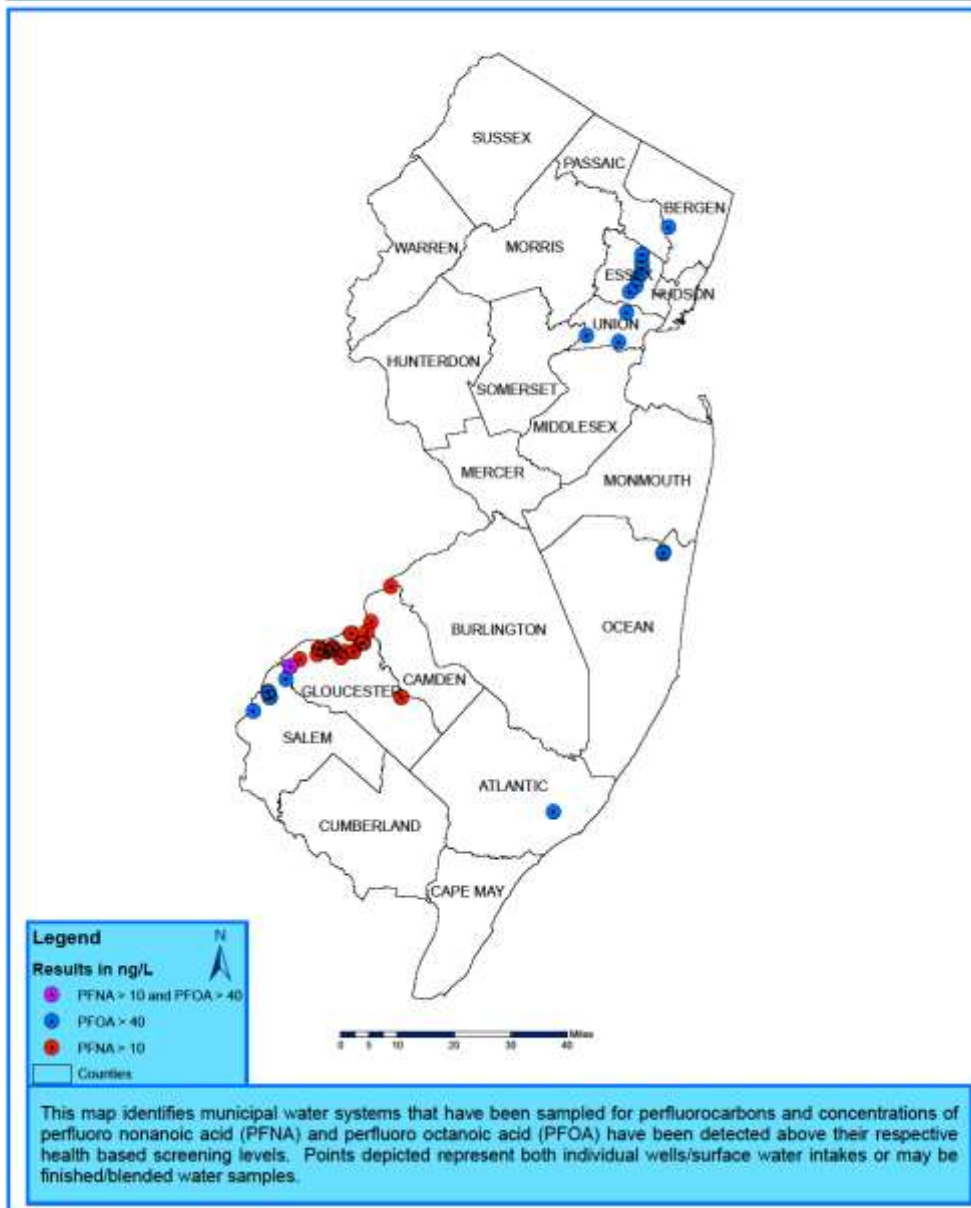 SUSSEX
PASSAIC
BERGEN
WARREN
MORRIS
ESSEX
HUDSON
UNION
HUNTERDON
SOMERSET
MIDDLESEX
MERCER
MONMOUTH
OCEAN
BURLINGTON
CAMDEN
GLOUCESTER
SALEM
ATLANTIC
CUMBERLAND
CAPE MAY
Legend
N
Results in ng/L
PFNA > 10 and PFOA > 40
PFOA > 40
PFNA > 10
Counties
Miles
0 5 10 20 30 40
This map identifies municipal water systems that have been sampled for perfluorocarbons and concentrations of
perfluoro nonanoic acid (PFNA) and perfluoro octanoic acid (PFOA) have been detected above their respective
health based screening levels. Points depicted represent both individual wells/surface water intakes or may be
finished/blended water samples.